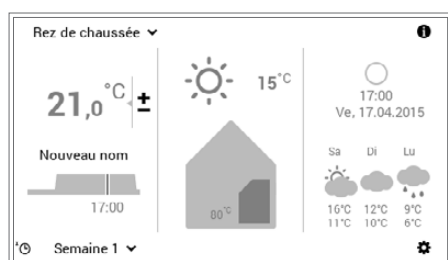 Rez de chaussée
21,0 °C ±
Nouveau nom
17:00
Semaine 1
15°C
80°C
17:00
Ve, 17.04.2015
Sa Di Lu
16°C 12°C 9°C
11°C 10°C 6°C